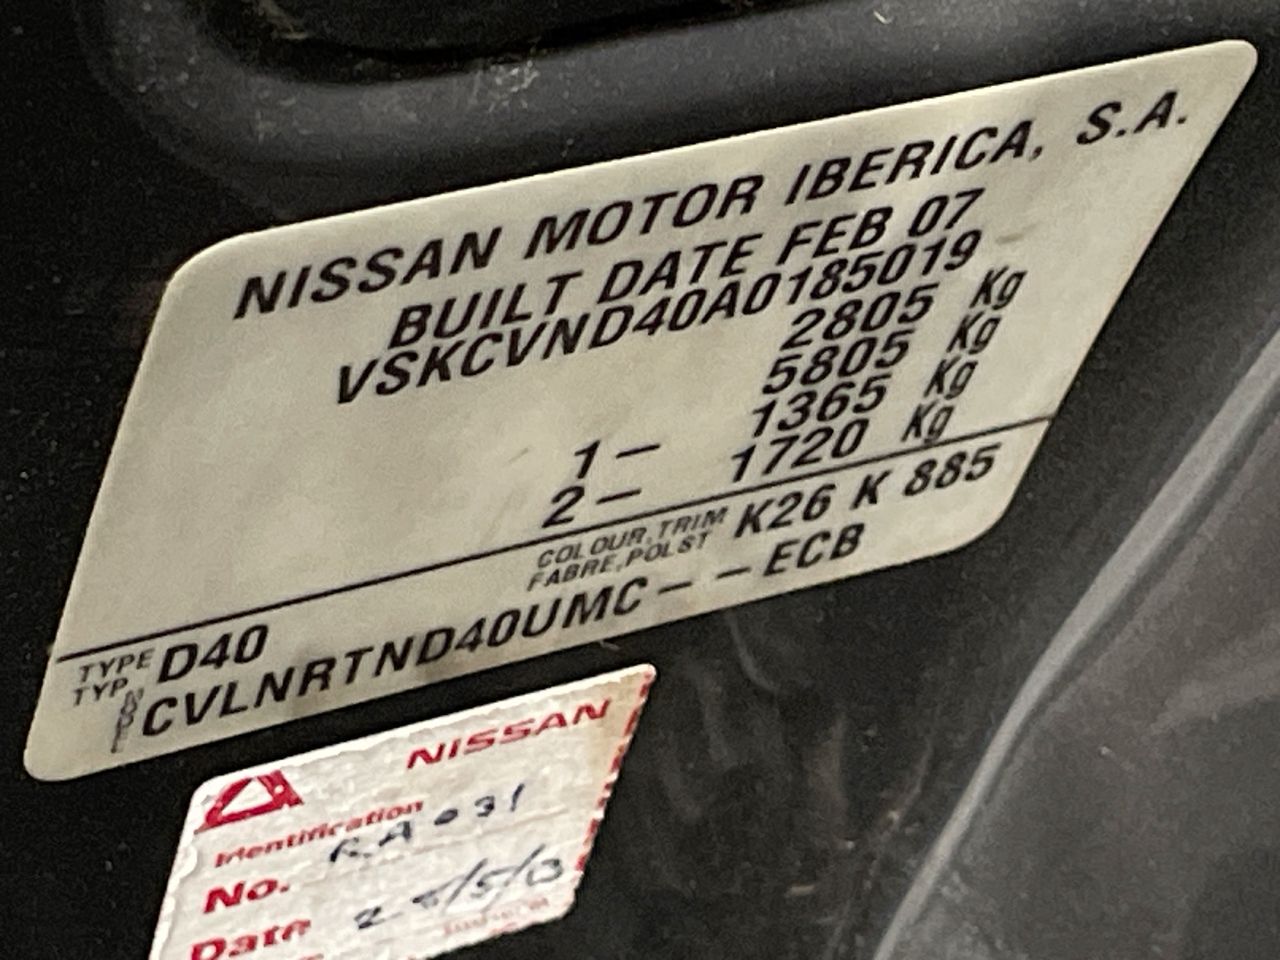 NISSAN MOTOR IBERICA, S.A.
BUILT DATE FEB 07
VSKCVND40A0185019
2805 Kg
5805 Kg
1- 1365 Kg
2- 1720 Kg
COLOUR,TRIM K26 K 885
FABRE,POLST
TYPE D40
TYP
CVLNRTND40UMC--ECB
NISSAN
Identification
No. RA031
Date